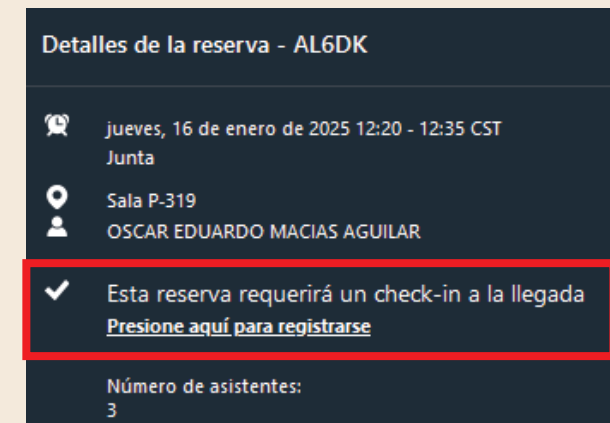 Detalles de la reserva - AL6DK
jueves, 16 de enero de 2025 12:20 - 12:35 CST
Junta
Sala P-319
OSCAR EDUARDO MACIAS AGUILAR
Esta reserva requerirá un check-in a la llegada
Presione aquí para registrarse
Número de asistentes:
3